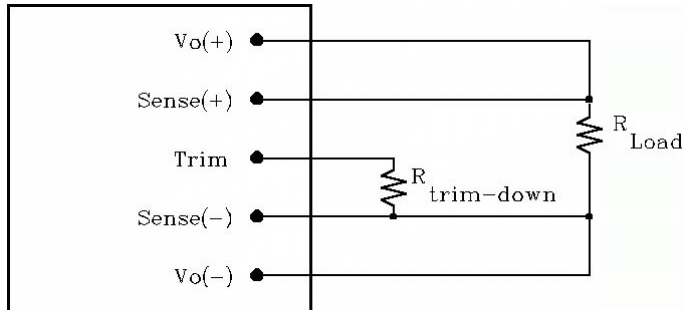 Vo(+)
Sense(+)
R
Load
Trim
R
trim-down
Sense(-)
Vo(-)